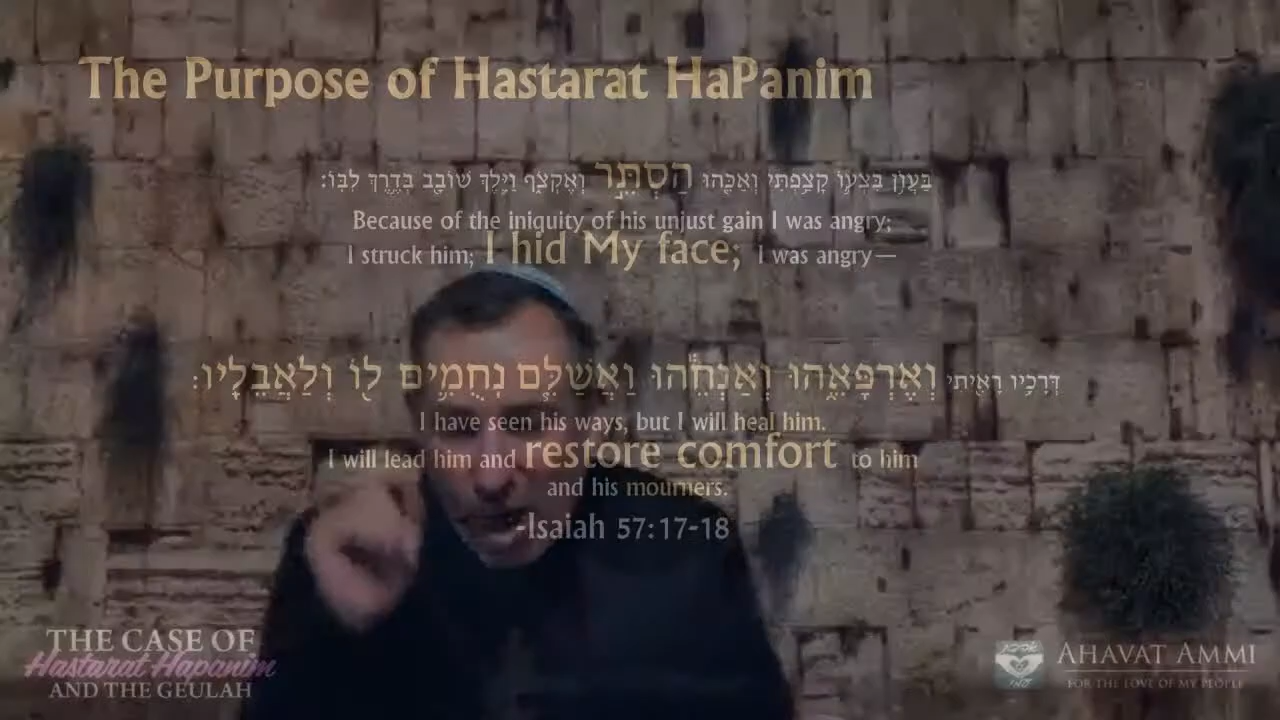 The Purpose of Hastarat HaPanim
בַּעֲוֺ֥ן בִּצְע֛וֹ קָצַ֥פְתִּי וְאַכֵּ֖הוּ הַסְתֵּ֣ר וְאֶקְצֹ֑ף וַיֵּ֥לֶךְ שׁוֹבָ֖ב בְּדֶ֥רֶךְ לִבּֽוֹ׃
Because of the iniquity of his unjust gain I was angry;
I struck him; I hid My face; I was angry—
דְּרָכָ֥יו רָאִ֖יתִי וְאֶרְפָּאֵ֑הוּ וְאַנְחֵ֕הוּ וַאֲשַׁלֵּ֧ם נִֽחֻמִ֛ים ל֖וֹ וְלַאֲבֵלָֽיו׃
I have seen his ways, but I will heal him.
I will lead him and restore comfort to him
and his mourners.
-Isaiah 57:17-18
THE CASE OF
Hastarat Hapanim
AND THE GEULAH
אהבת
עמי
AHAVAT AMMI
FOR THE LOVE OF MY PEOPLE